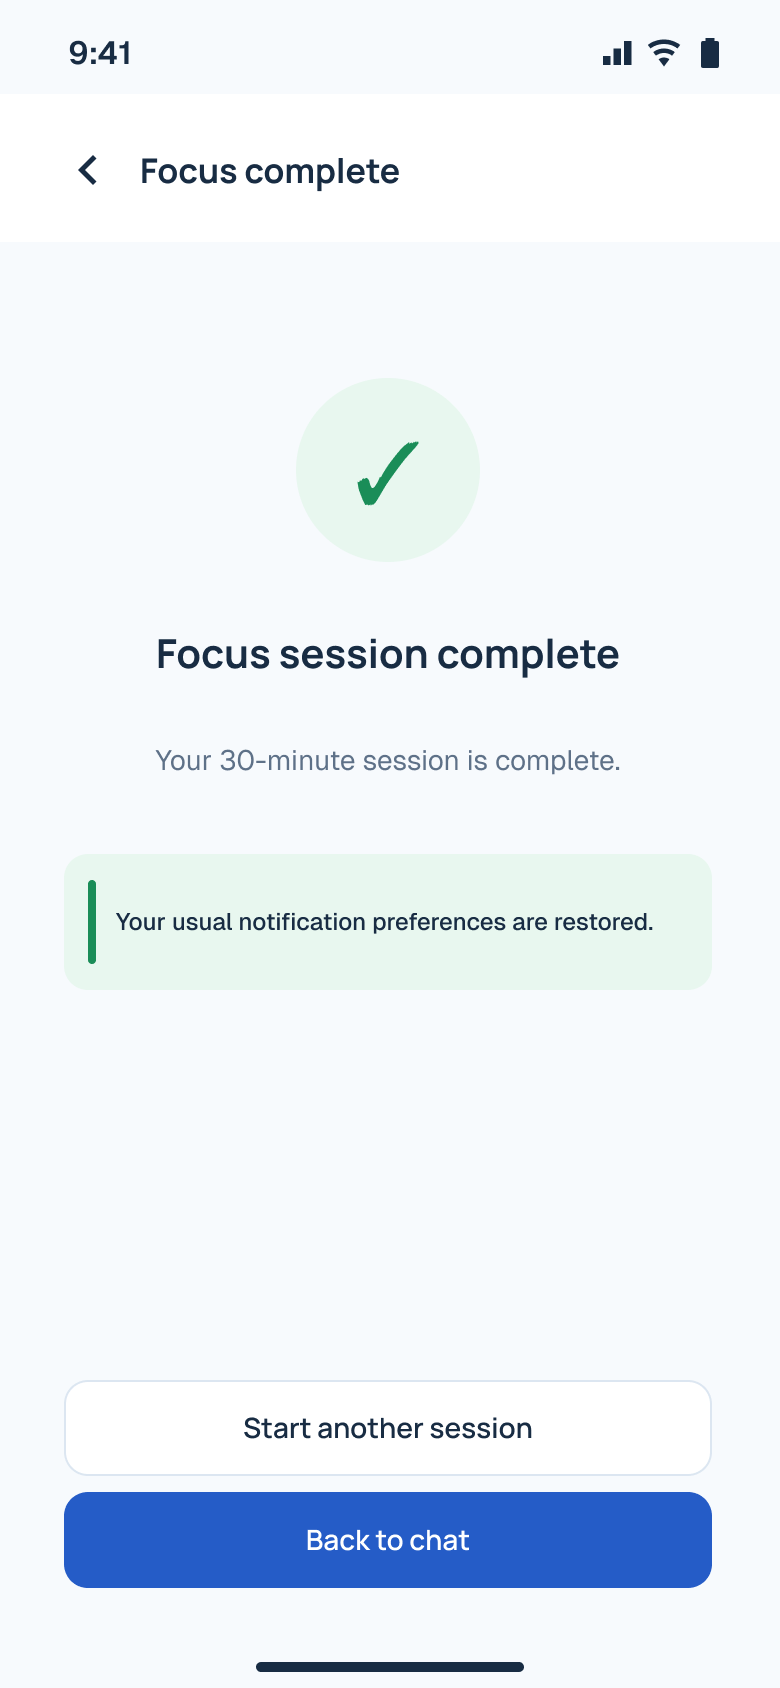 9:41
Focus complete
Focus session complete
Your 30-minute session is complete.
Your usual notification preferences are restored.
Start another session
Back to chat